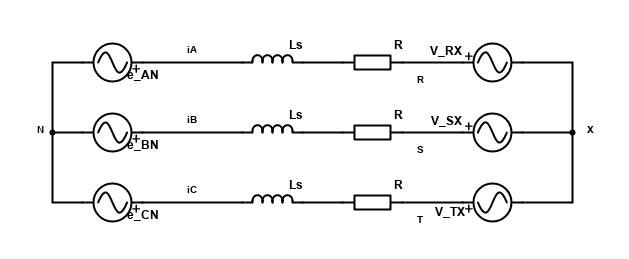 iA Ls R V_RX
+ e_AN R +
iB Ls R V_SX
N + e_BN S + x
iC Ls R V_TX
+ e_CN T +